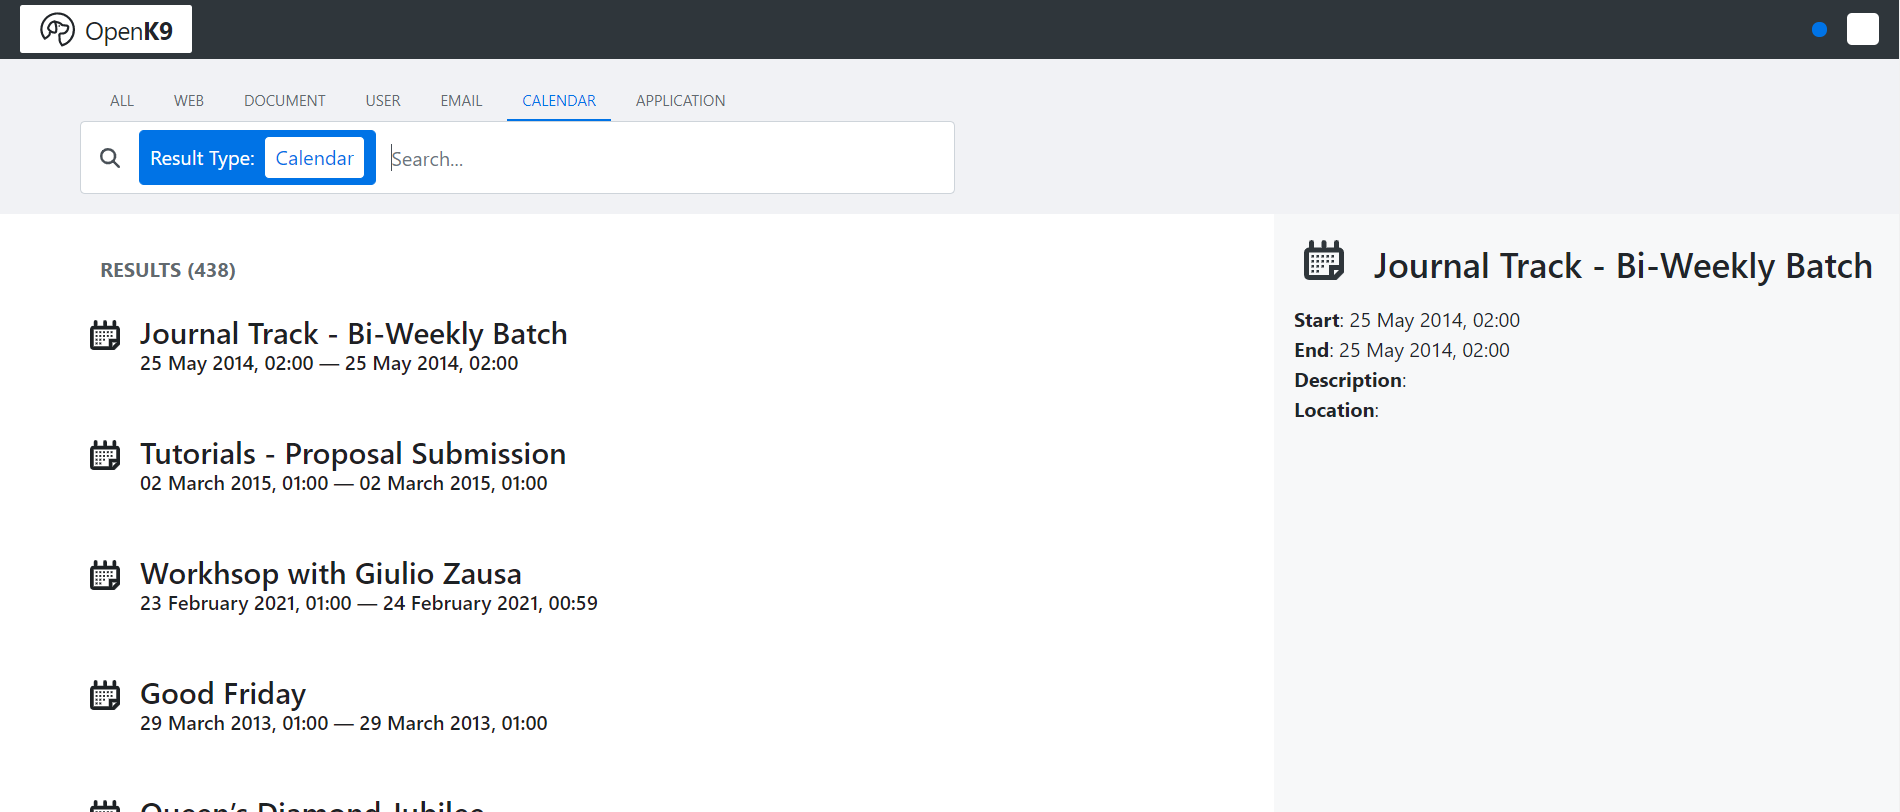 OpenK9
ALL WEB DOCUMENT USER EMAIL CALENDAR APPLICATION
Result Type: Calendar Search...
RESULTS (438)
Journal Track - Bi-Weekly Batch
25 May 2014, 02:00 — 25 May 2014, 02:00
Tutorials - Proposal Submission
02 March 2015, 01:00 — 02 March 2015, 01:00
Workhsop with Giulio Zausa
23 February 2021, 01:00 — 24 February 2021, 00:59
Good Friday
29 March 2013, 01:00 — 29 March 2013, 01:00
Queen's Diamond Jubilee
Journal Track - Bi-Weekly Batch
Start: 25 May 2014, 02:00
End: 25 May 2014, 02:00
Description:
Location: